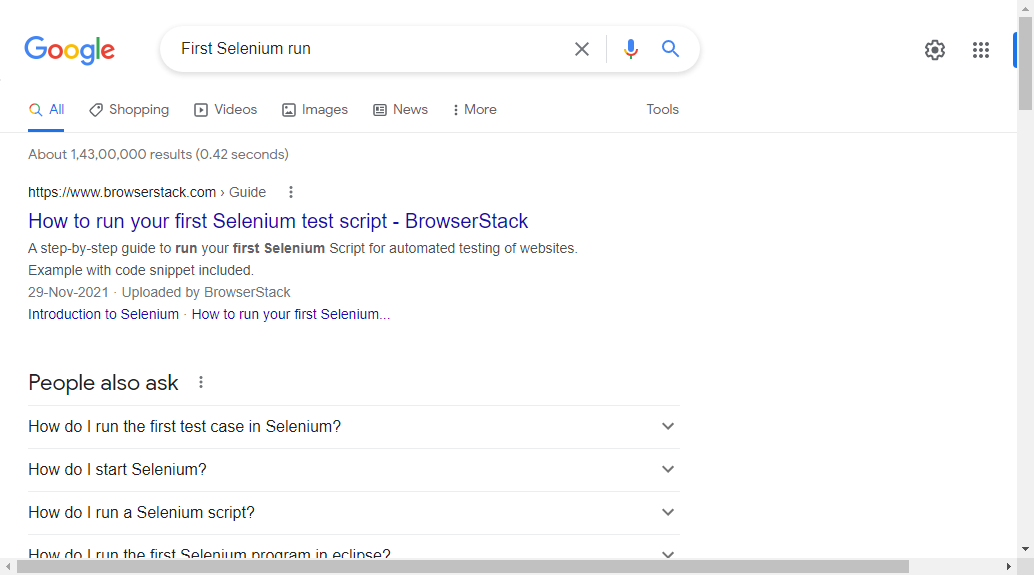 Google
First Selenium run
All Shopping Videos Images News More Tools
About 1,43,00,000 results (0.42 seconds)
https://www.browserstack.com › Guide
How to run your first Selenium test script - BrowserStack
A step-by-step guide to run your first Selenium Script for automated testing of websites.
Example with code snippet included.
29-Nov-2021 · Uploaded by BrowserStack
Introduction to Selenium · How to run your first Selenium...
People also ask
How do I run the first test case in Selenium?
How do I start Selenium?
How do I run a Selenium script?
How do I run the first Selenium program in eclipse?